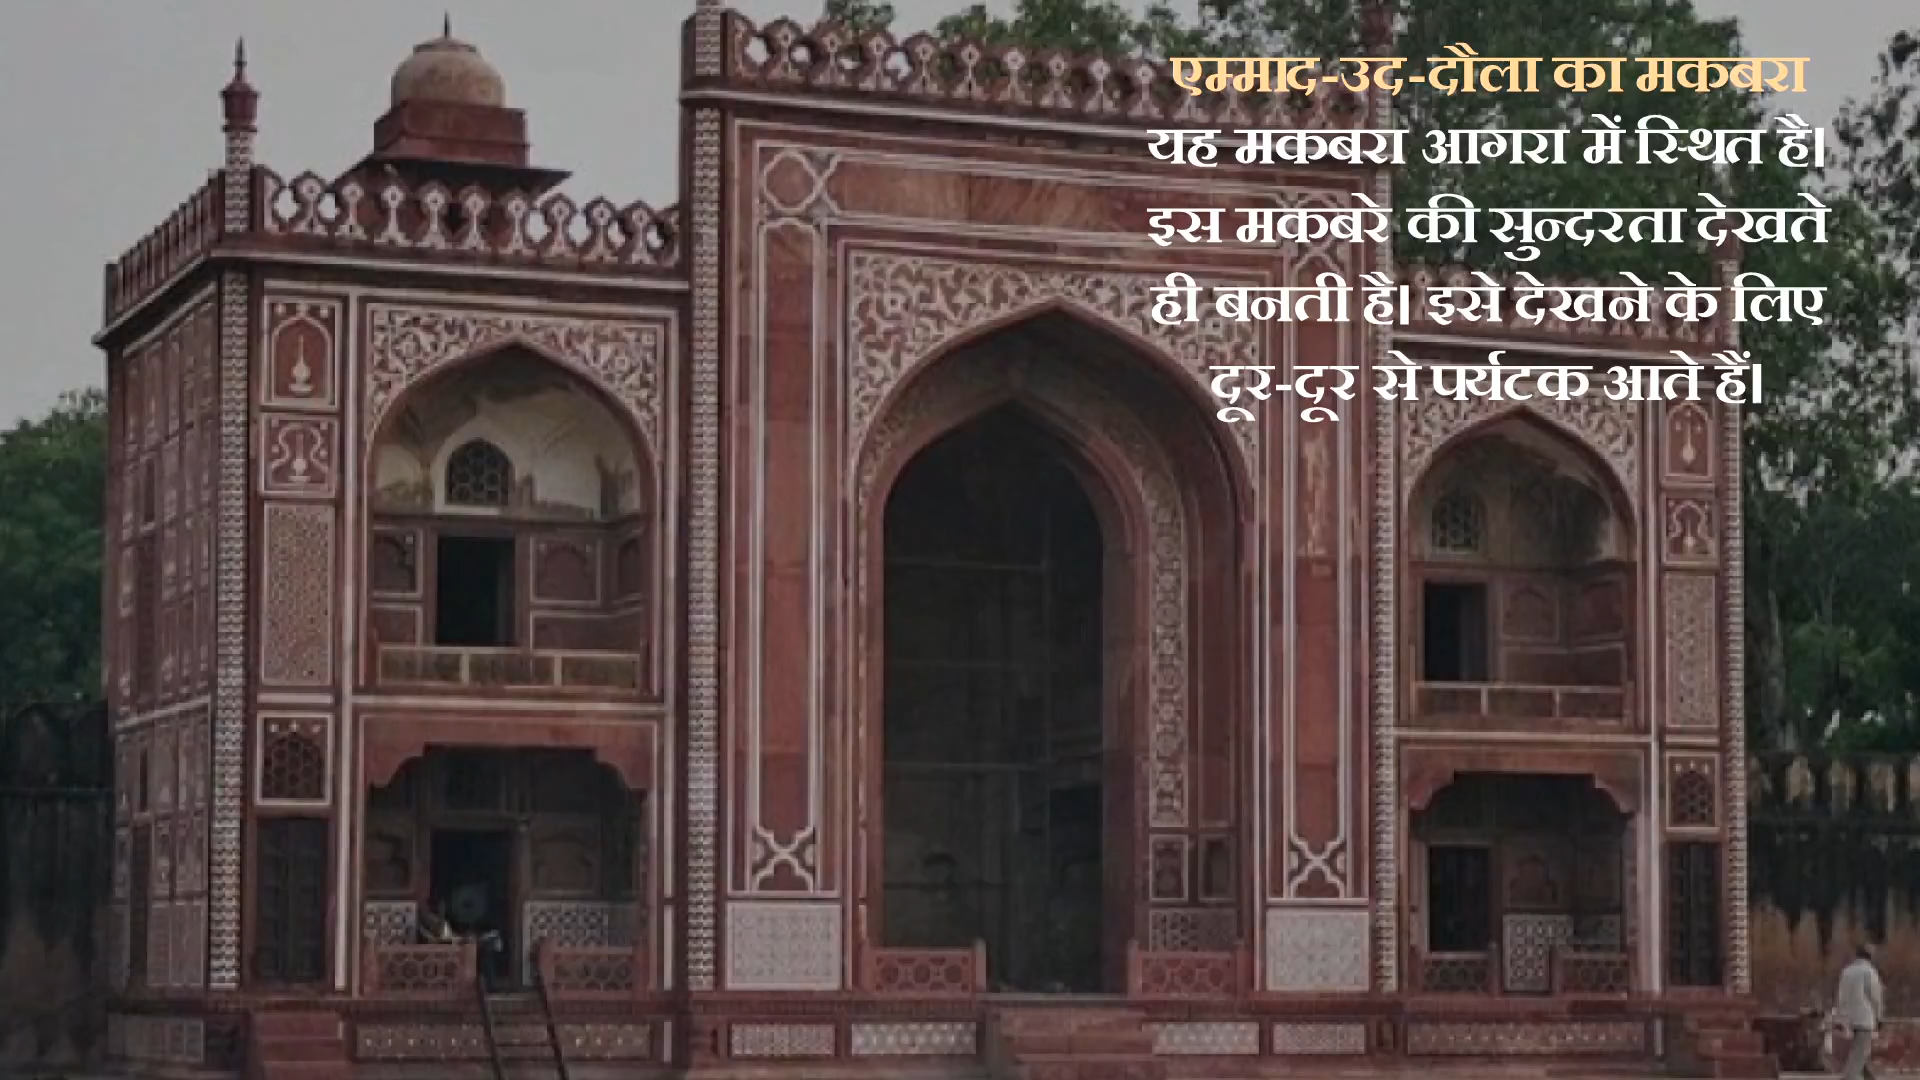 एम्माद-उद-दौला का मकबरा
यह मकबरा आगरा में स्थित है।
इस मकबरे की सुन्दरता देखते
ही बनती है। इसे देखने के लिए
दूर-दूर से पर्यटक आते हैं।